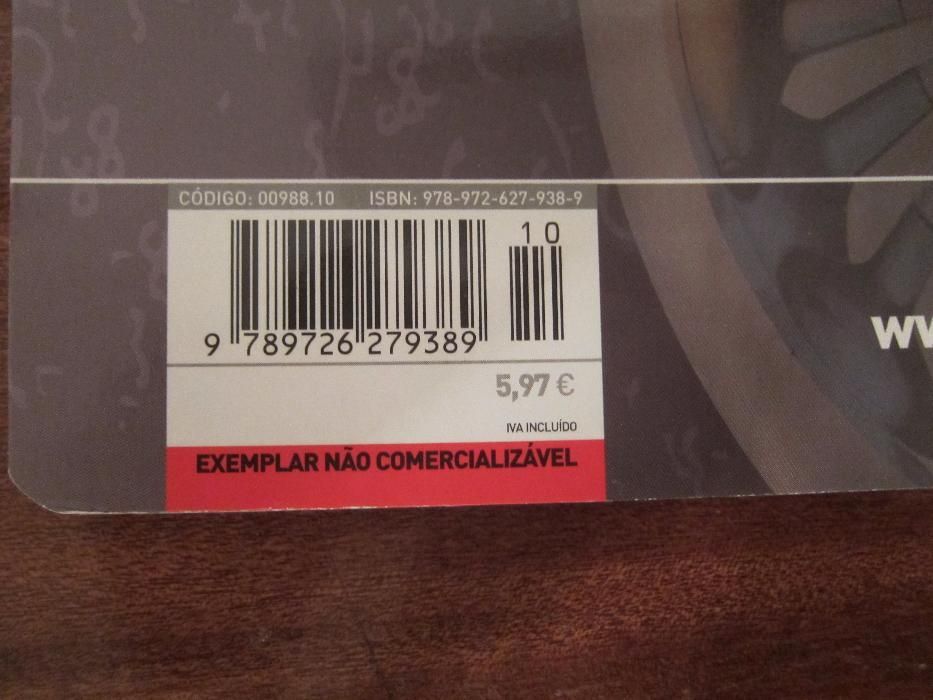 CÓDIGO: 00988.10 ISBN: 978-972-627-938-9
10
9 789726 279389
5,97 €
IVA INCLUÍDO
EXEMPLAR NÃO COMERCIALIZÁVEL